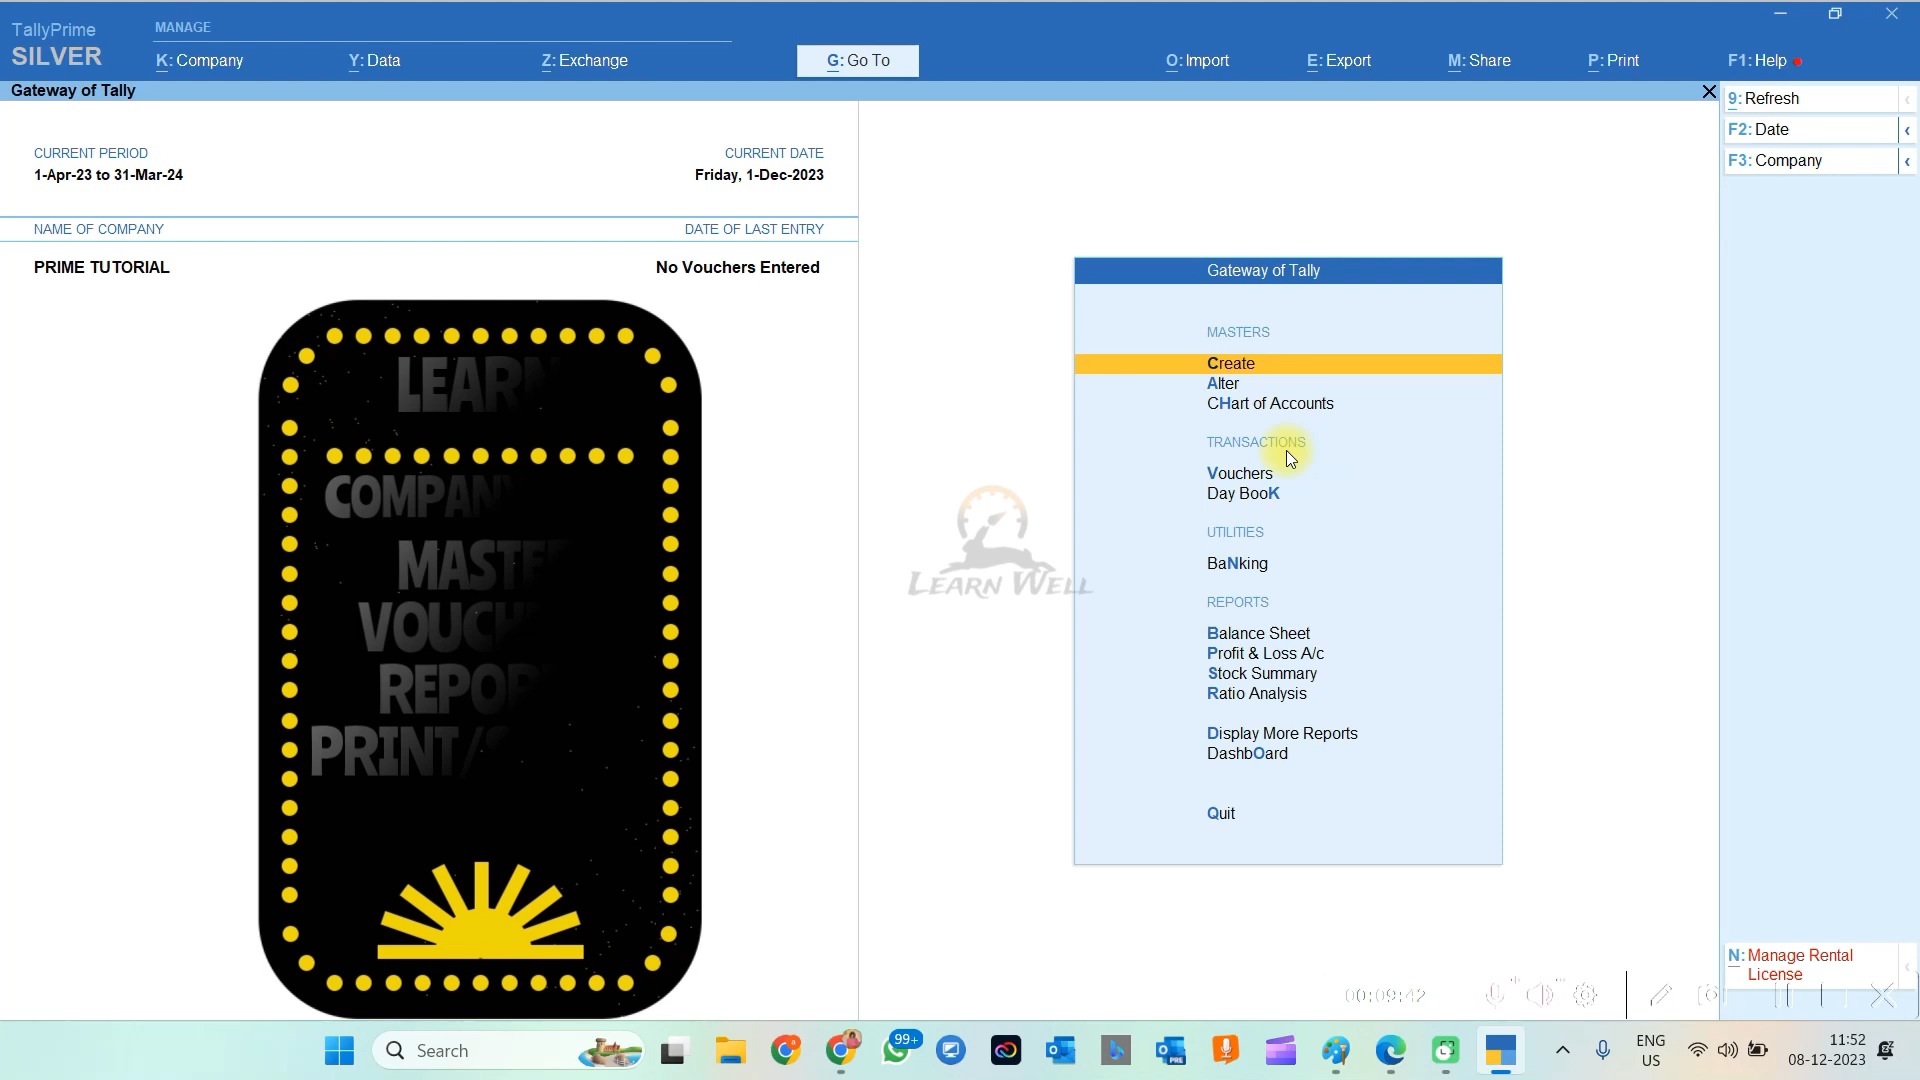 TallyPrime
SILVER
MANAGE
K: Company
Y: Data
Z: Exchange
G: Go To
O: Import
E: Export
M: Share
P: Print
F1: Help
Gateway of Tally
9: Refresh
F2: Date
F3: Company
CURRENT PERIOD
CURRENT DATE
1-Apr-23 to 31-Mar-24
Friday, 1-Dec-2023
NAME OF COMPANY
DATE OF LAST ENTRY
PRIME TUTORIAL
No Vouchers Entered
LEARN
Gateway of Tally
MASTERS
Create
Alter
CHart of Accounts
TRANSACTIONS
Vouchers
Day BooK
UTILITIES
BaNking
REPORTS
Balance Sheet
Profit & Loss A/c
Stock Summary
Ratio Analysis
Display More Reports
DashbOard
Quit
LEARN WELL
N: Manage Rental
License
00:09:42
Search
99+
PRE
ENG
US
11:52
08-12-2023